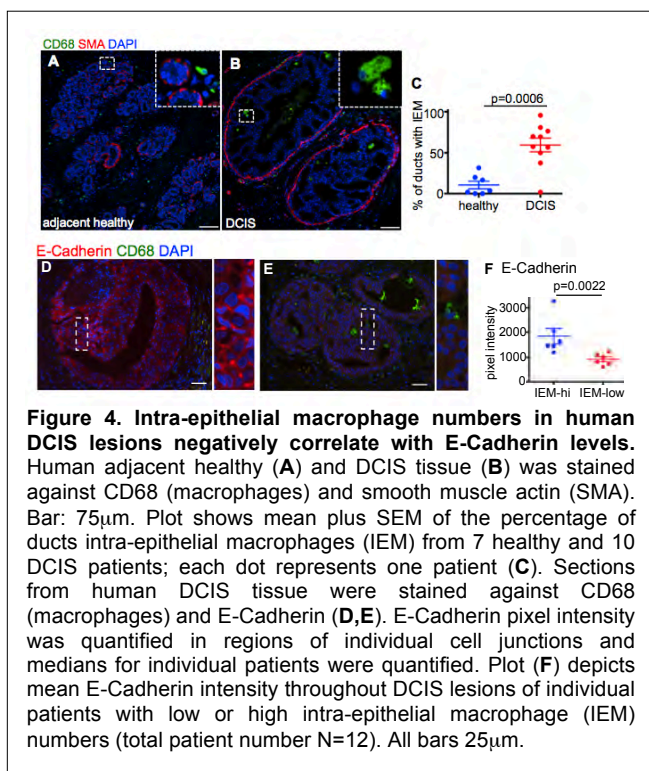 CD68 SMA DAPI
A
adjacent healthy
B
DCIS
C
p=0.0006
% of ducts with IEM
100
50
0
healthy DCIS
E-Cadherin CD68 DAPI
D
E
F E-Cadherin
p=0.0022
pixel intensity
3000
2000
1000
0
IEM-hi IEM-low
Figure 4. Intra-epithelial macrophage numbers in human
DCIS lesions negatively correlate with E-Cadherin levels.
Human adjacent healthy (A) and DCIS tissue (B) was stained
against CD68 (macrophages) and smooth muscle actin (SMA).
Bar: 75μm. Plot shows mean plus SEM of the percentage of
ducts intra-epithelial macrophages (IEM) from 7 healthy and 10
DCIS patients; each dot represents one patient (C). Sections
from human DCIS tissue were stained against CD68
(macrophages) and E-Cadherin (D,E). E-Cadherin pixel intensity
was quantified in regions of individual cell junctions and
medians for individual patients were quantified. Plot (F) depicts
mean E-Cadherin intensity throughout DCIS lesions of individual
patients with low or high intra-epithelial macrophage (IEM)
numbers (total patient number N=12). All bars 25μm.